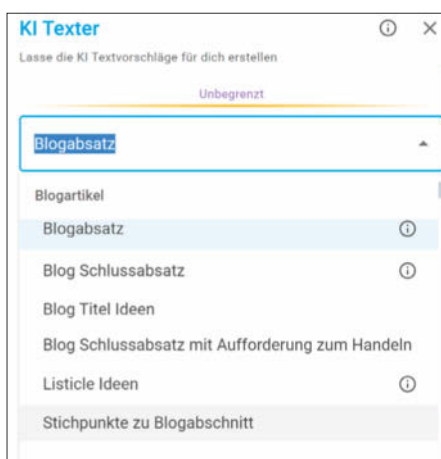 KI Texter
Lasse die KI Textvorschläge für dich erstellen
Unbegrenzt
Blogabsatz
Blogartikel
Blogabsatz
Blog Schlussabsatz
Blog Titel Ideen
Blog Schlussabsatz mit Aufforderung zum Handeln
Listicle Ideen
Stichpunkte zu Blogabschnitt